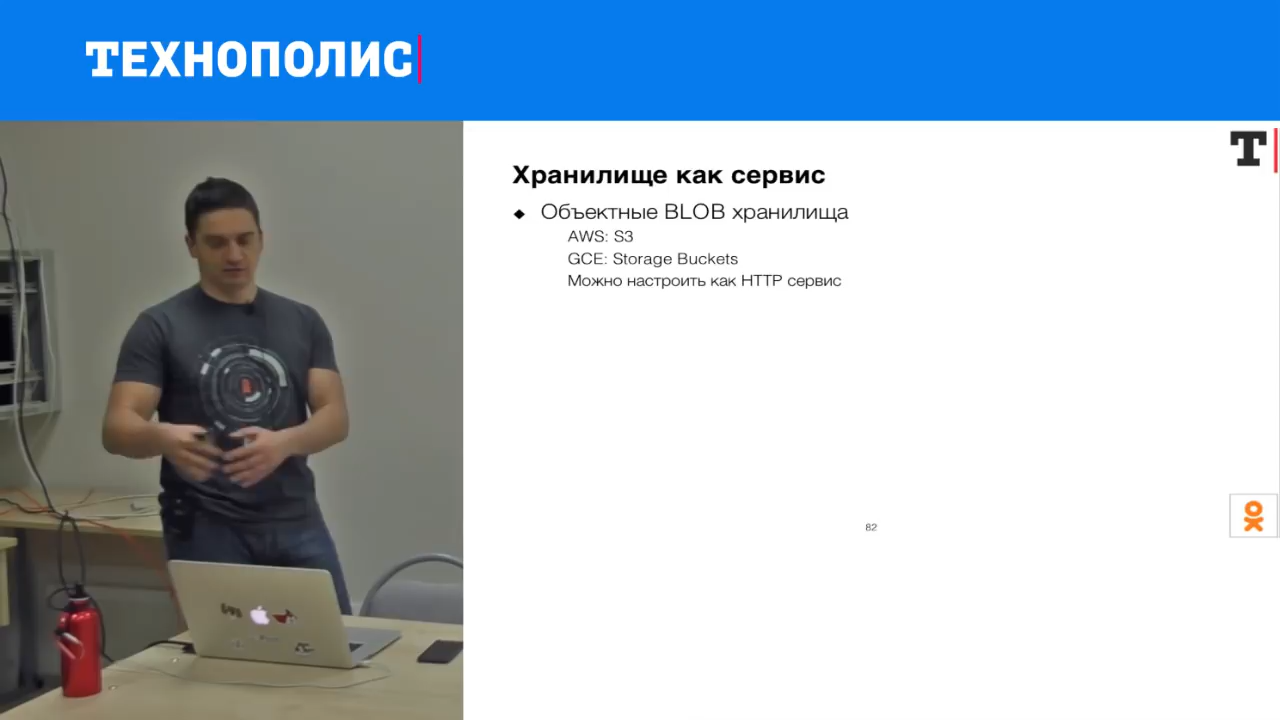 ТЕХНОПОЛИС
T
Хранилище как сервис
Объектные BLOB хранилища
AWS: S3
GCE: Storage Buckets
Можно настроить как HTTP сервис
82